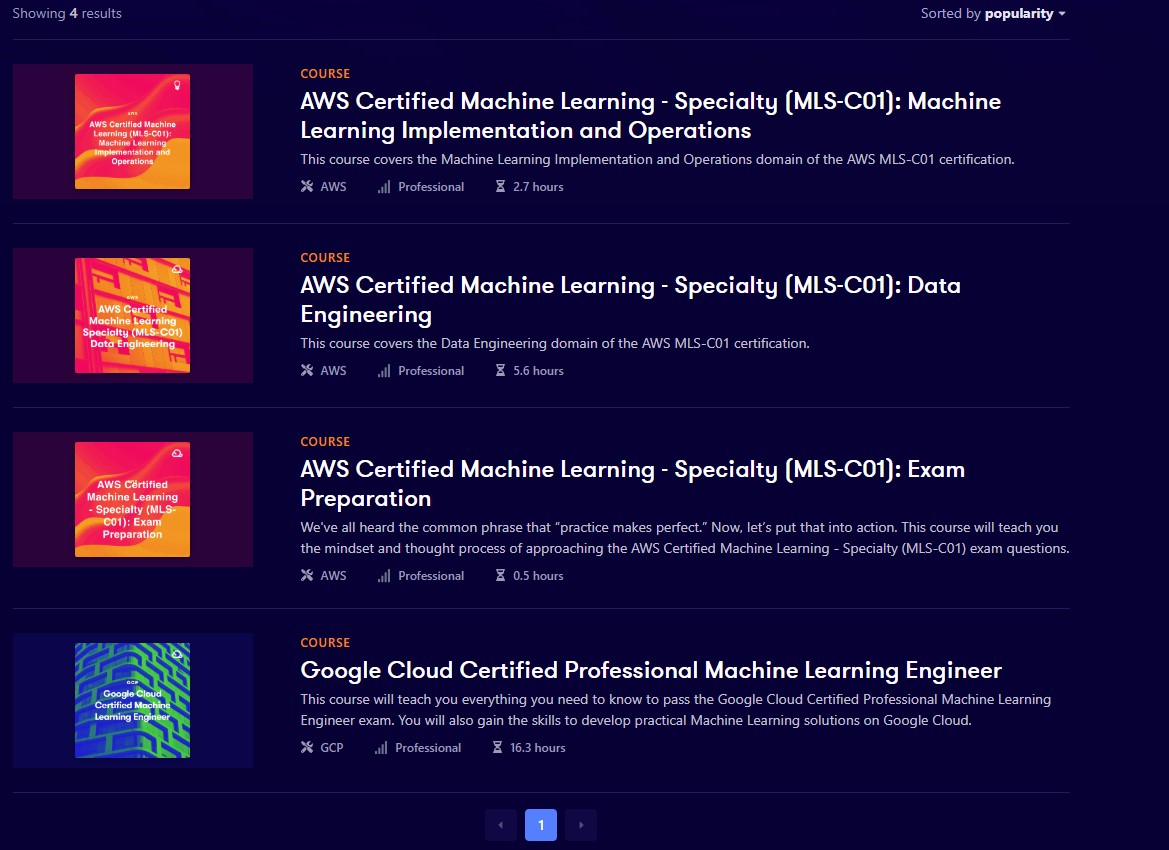 Showing 4 results
Sorted by popularity
COURSE
AWS
AWS Certified Machine
Learning (MLS-C01):
Machine Learning
Implementation and
Operations
AWS Certified Machine Learning - Specialty (MLS-C01): Machine
Learning Implementation and Operations
This course covers the Machine Learning Implementation and Operations domain of the AWS MLS-C01 certification.
AWS Professional 2.7 hours
COURSE
AWS
AWS Certified
Machine Learning
Specialty (MLS-C01)
Data Engineering
AWS Certified Machine Learning - Specialty (MLS-C01): Data
Engineering
This course covers the Data Engineering domain of the AWS MLS-C01 certification.
AWS Professional 5.6 hours
COURSE
AWS Certified
Machine Learning
- Specialty (MLS-
C01): Exam
Preparation
AWS Certified Machine Learning - Specialty (MLS-C01): Exam
Preparation
We've all heard the common phrase that “practice makes perfect.” Now, let’s put that into action. This course will teach you
the mindset and thought process of approaching the AWS Certified Machine Learning - Specialty (MLS-C01) exam questions.
AWS Professional 0.5 hours
COURSE
GCP
Google Cloud
Certified Machine
Learning Engineer
Google Cloud Certified Professional Machine Learning Engineer
This course will teach you everything you need to know to pass the Google Cloud Certified Professional Machine Learning
Engineer exam. You will also gain the skills to develop practical Machine Learning solutions on Google Cloud.
GCP Professional 16.3 hours
1